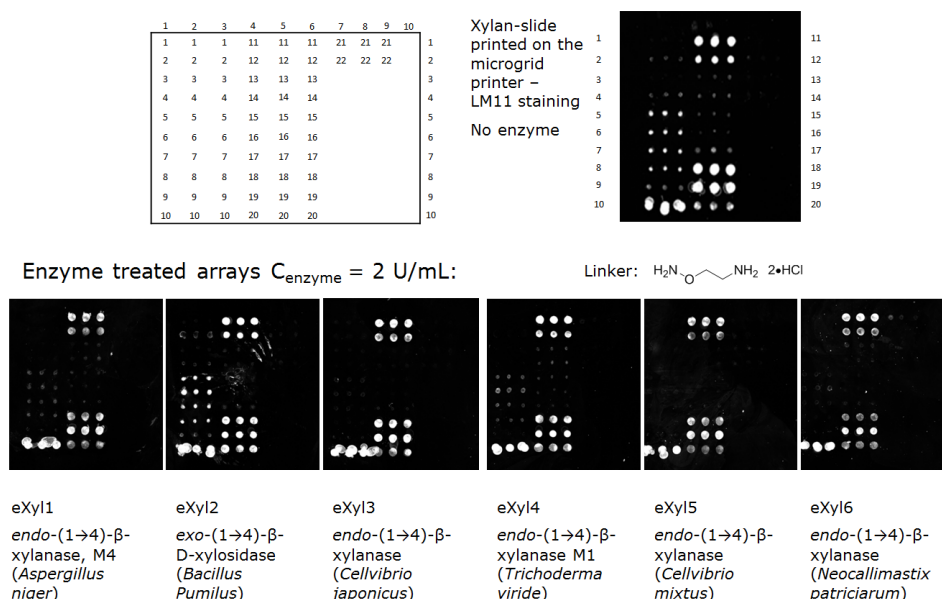 1 2 3 4 5 6 7 8 9 10
1 1 1 11 11 11 21 21 21 1
2 2 2 12 12 12 22 22 22 2
3 3 3 13 13 13 3
4 4 4 14 14 14 4
5 5 5 15 15 15 5
6 6 6 16 16 16 6
7 7 7 17 17 17 7
8 8 8 18 18 18 8
9 9 9 19 19 19 9
10 10 10 20 20 20 10
Xylan-slide
printed on the
microgrid
printer –
LM11 staining
No enzyme
1 11
2 12
3 13
4 14
5 15
6 16
7 17
8 18
9 19
10 20
Enzyme treated arrays Cenzyme = 2 U/mL:
Linker: H2N O NH2 2•HCl
eXyl1
endo-(1→4)-β-
xylanase, M4
(Aspergillus
niger)
eXyl2
exo-(1→4)-β-
D-xylosidase
(Bacillus
Pumilus)
eXyl3
endo-(1→4)-β-
xylanase
(Cellvibrio
japonicus)
eXyl4
endo-(1→4)-β-
xylanase M1
(Trichoderma
viride)
eXyl5
endo-(1→4)-β-
xylanase
(Cellvibrio
mixtus)
eXyl6
endo-(1→4)-β-
xylanase
(Neocallimastix
patriciarum)